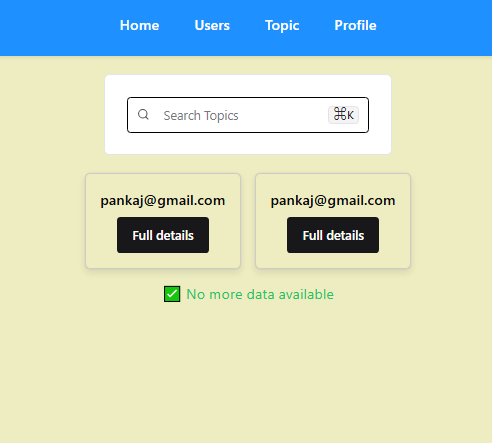 Home Users Topic Profile
Search Topics ⌘K
pankaj@gmail.com pankaj@gmail.com
Full details Full details
✅ No more data available